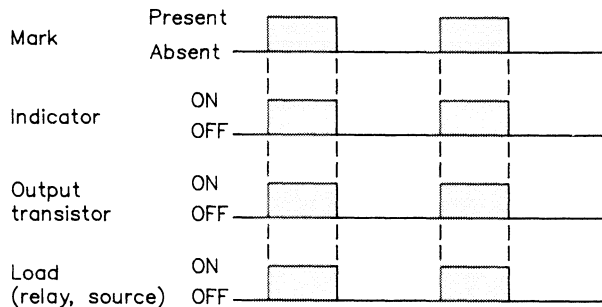 Mark
Present
Absent
Indicator
ON
OFF
Output
transistor
ON
OFF
Load
(relay, source)
ON
OFF